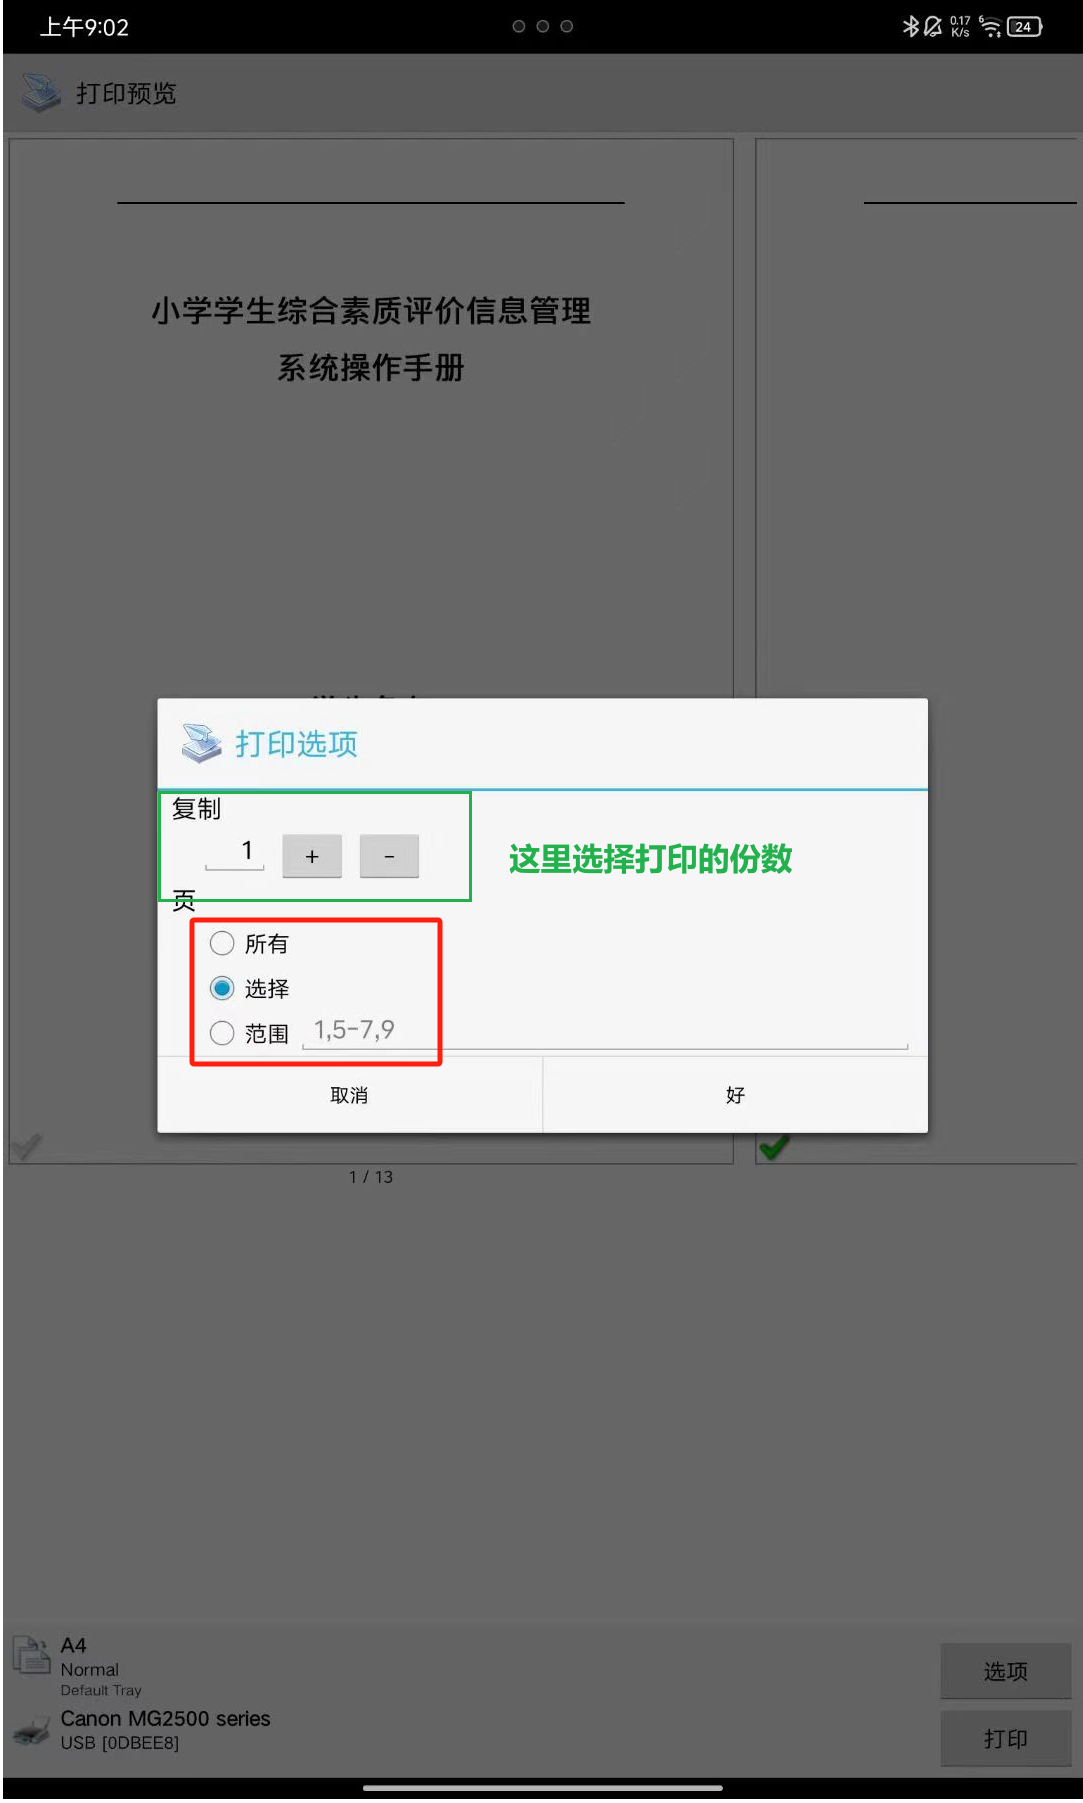 上午9:02
0.17
K/s
6
24
打印预览
小学学生综合素质评价信息管理
系统操作手册
打印选项
复制
1 + -
这里选择打印的份数
页
所有
选择
范围 1,5-7,9
取消 好
1 / 13
A4
Normal
Default Tray
选项
Canon MG2500 series
USB [0DBEE8]
打印